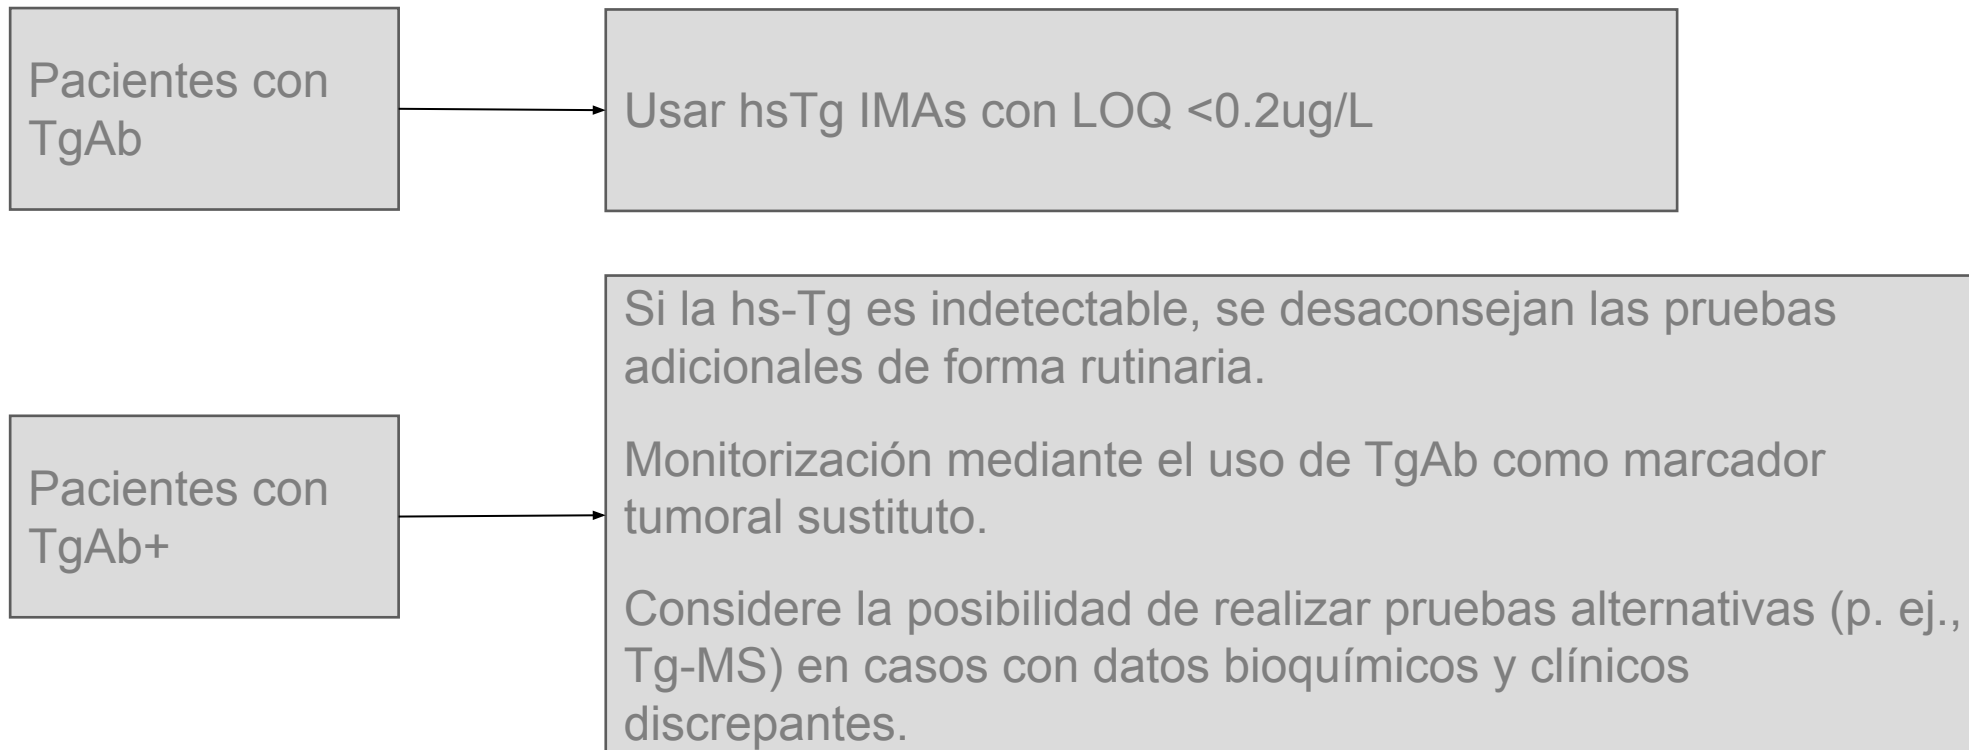 Pacientes con
TgAb
Usar hsTg IMAs con LOQ <0.2ug/L
Pacientes con
TgAb+
Si la hs-Tg es indetectable, se desaconsejan las pruebas
adicionales de forma rutinaria.
Monitorización mediante el uso de TgAb como marcador
tumoral sustituto.
Considere la posibilidad de realizar pruebas alternativas (p. ej.,
Tg-MS) en casos con datos bioquímicos y clínicos
discrepantes.